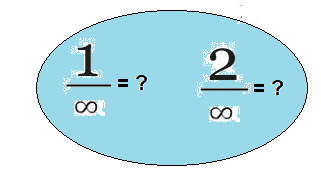 1/∞ = ? 2/∞ = ?